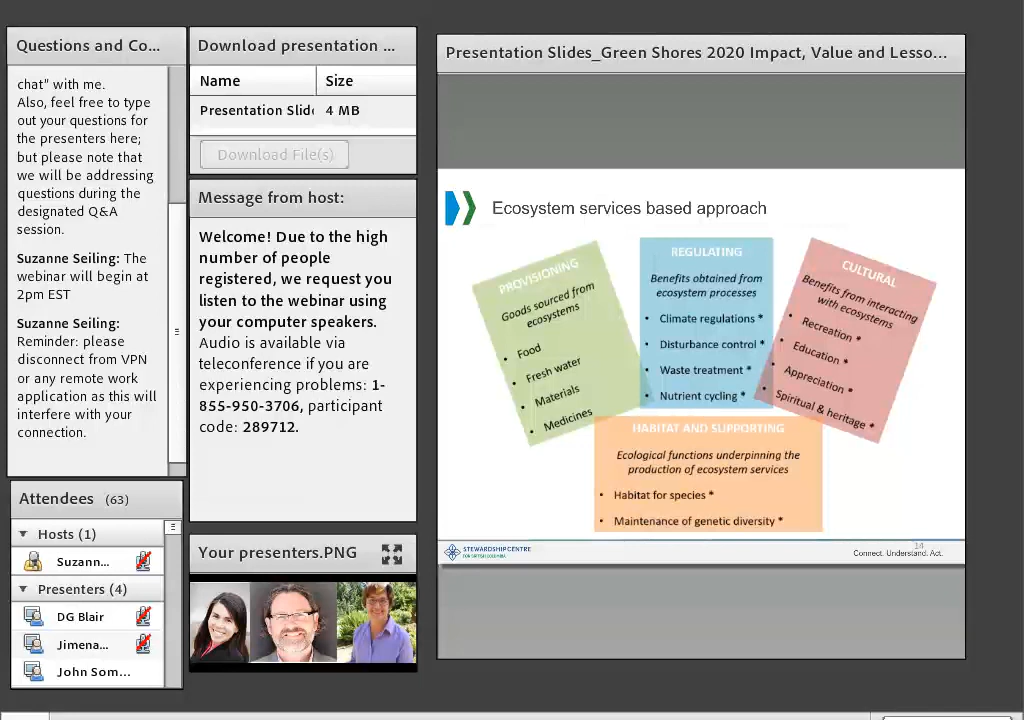 Questions and Co...
chat" with me.
Also, feel free to type
out your questions for
the presenters here;
but please note that
we will be addressing
questions during the
designated Q&A
session.
Suzanne Seiling: The
webinar will begin at
2pm EST
Suzanne Seiling:
Reminder: please
disconnect from VPN
or any remote work
application as this will
interfere with your
connection.
Attendees (63)
Hosts (1)
Suzann...
Presenters (4)
DG Blair
Jimena...
John Som...
Download presentation ...
Name Size
Presentation Slid 4 MB
Download File(s)
Message from host:
Welcome! Due to the high
number of people
registered, we request you
listen to the webinar using
your computer speakers.
Audio is available via
teleconference if you are
experiencing problems: 1-
855-950-3706, participant
code: 289712.
Your presenters.PNG
Presentation Slides_Green Shores 2020 Impact, Value and Lesso...
Ecosystem services based approach
PROVISIONING
Goods sourced from
ecosystems
• Food
• Fresh water
• Materials
• Medicines
REGULATING
Benefits obtained from
ecosystem processes
• Climate regulations *
• Disturbance control *
• Waste treatment *
• Nutrient cycling *
CULTURAL
Benefits from interacting
with ecosystems
• Recreation *
• Education *
• Appreciation *
• Spiritual & heritage *
HABITAT AND SUPPORTING
Ecological functions underpinning the
production of ecosystem services
• Habitat for species *
• Maintenance of genetic diversity *
STEWARDSHIP CENTRE
FOR BRITISH COLUMBIA
14
Connect. Understand. Act.